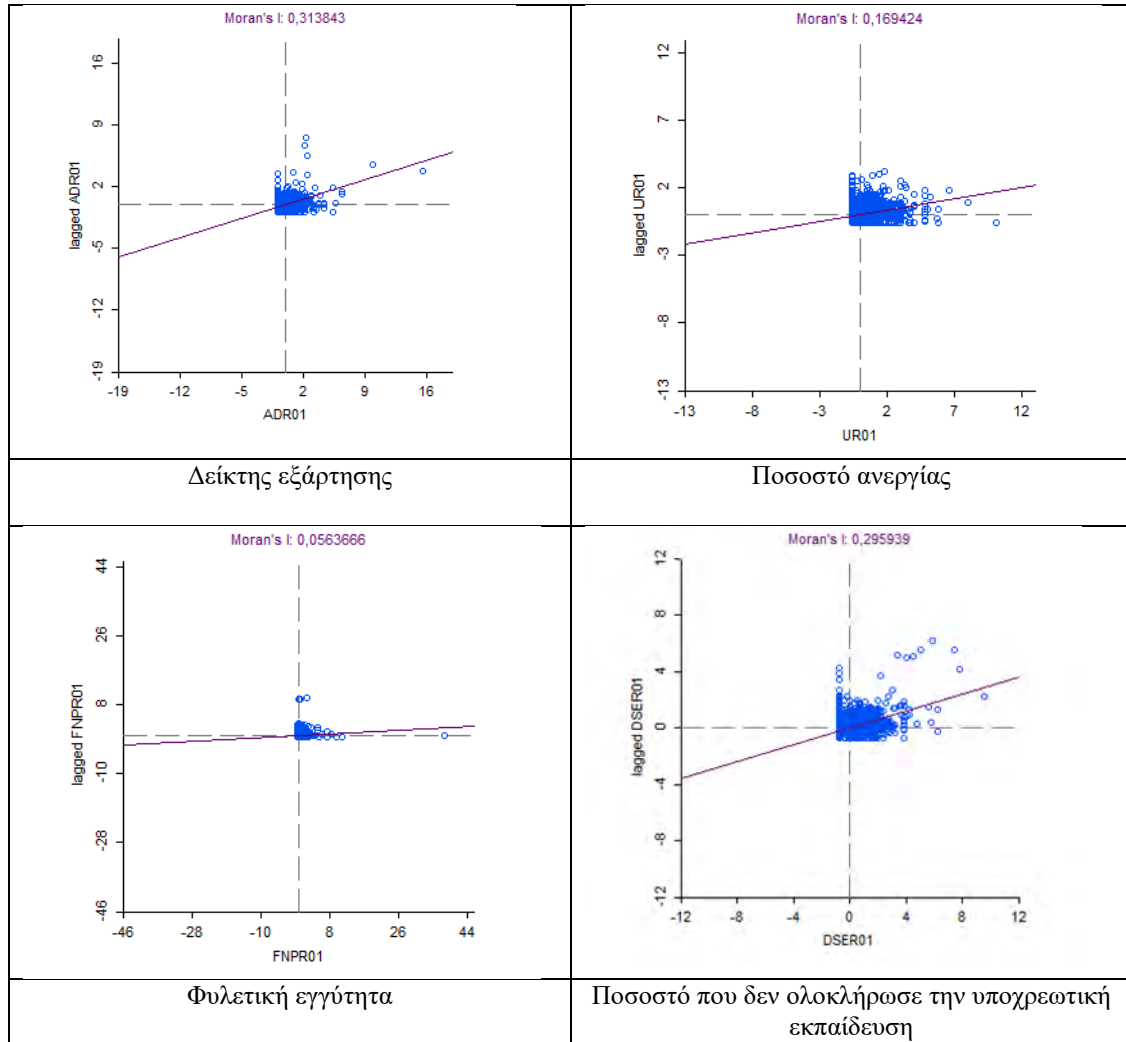 Moran's I: 0,313843
16
9
2
-5
-12
-19
lagged ADR01
-19 -12 -5 2 9 16
ADR01
Moran's I: 0,169424
12
7
2
-3
-8
-13
lagged UR01
-13 -8 -3 2 7 12
UR01
Δείκτης εξάρτησης
Ποσοστό ανεργίας
Moran's I: 0,0563666
44
26
8
-10
-28
-46
lagged FNPR01
-46 -28 -10 8 26 44
FNPR01
Moran's I: 0,295939
12
8
4
0
-4
-8
-12
lagged DSER01
-12 -8 -4 0 4 8 12
DSER01
Φυλετική εγγύτητα
Ποσοστό που δεν ολοκλήρωσε την υποχρεωτική
εκπαίδευση